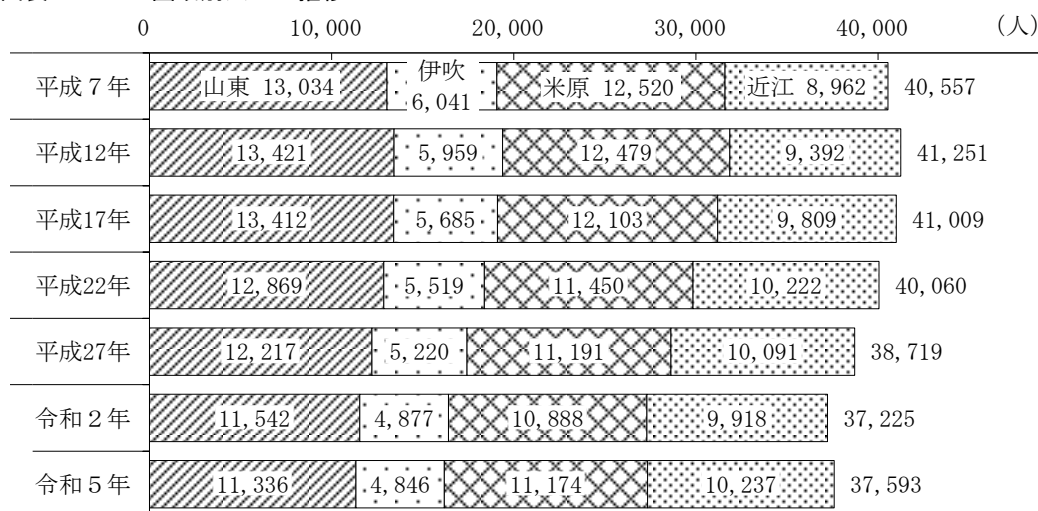 0 10,000 20,000 30,000 40,000 (人)
平成７年 山東 13,034 伊吹 6,041 米原 12,520 近江 8,962 40,557
平成12年 13,421 5,959 12,479 9,392 41,251
平成17年 13,412 5,685 12,103 9,809 41,009
平成22年 12,869 5,519 11,450 10,222 40,060
平成27年 12,217 5,220 11,191 10,091 38,719
令和２年 11,542 4,877 10,888 9,918 37,225
令和５年 11,336 4,846 11,174 10,237 37,593